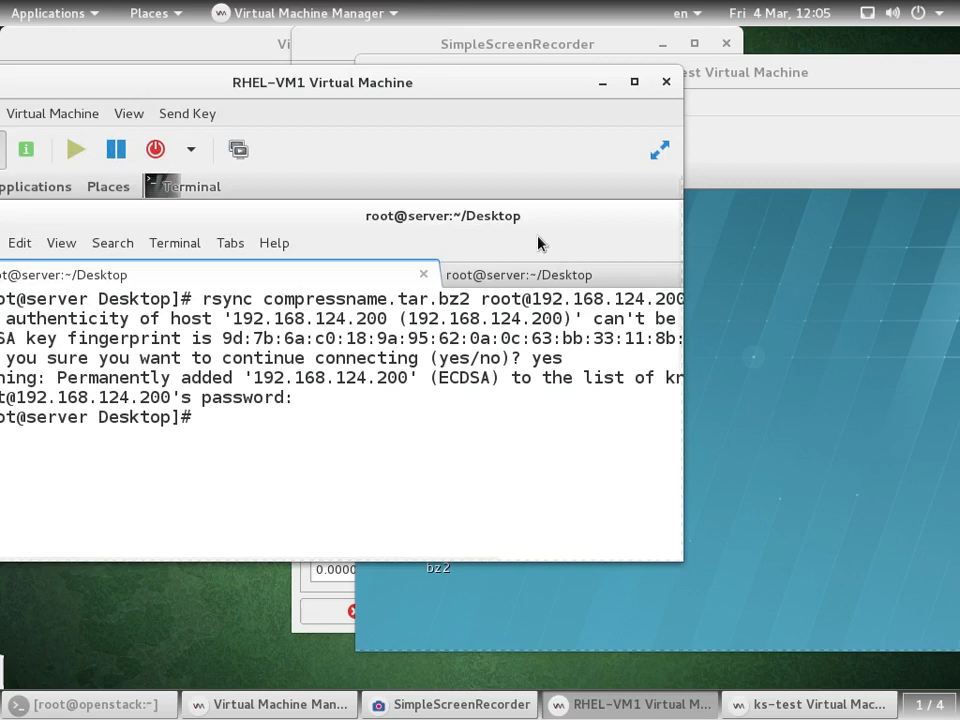 Applications Places Virtual Machine Manager en Fri 4 Mar, 12:05
Vi SimpleScreenRecorder
est Virtual Machine
RHEL-VM1 Virtual Machine
Virtual Machine View Send Key
pplications Places Terminal
root@server:~/Desktop
Edit View Search Terminal Tabs Help
ot@server:~/Desktop root@server:~/Desktop
ot@server Desktop]# rsync compressname.tar.bz2 root@192.168.124.200
authenticity of host '192.168.124.200 (192.168.124.200)' can't be
SA key fingerprint is 9d:7b:6a:c0:18:9a:95:62:0a:0c:63:bb:33:11:8b:
you sure you want to continue connecting (yes/no)? yes
ning: Permanently added '192.168.124.200' (ECDSA) to the list of kn
t@192.168.124.200's password:
ot@server Desktop]#
bz2
0.0000
[root@openstack:~] Virtual Machine Man... SimpleScreenRecorder RHEL-VM1 Virtual M... ks-test Virtual Mac... 1 / 4